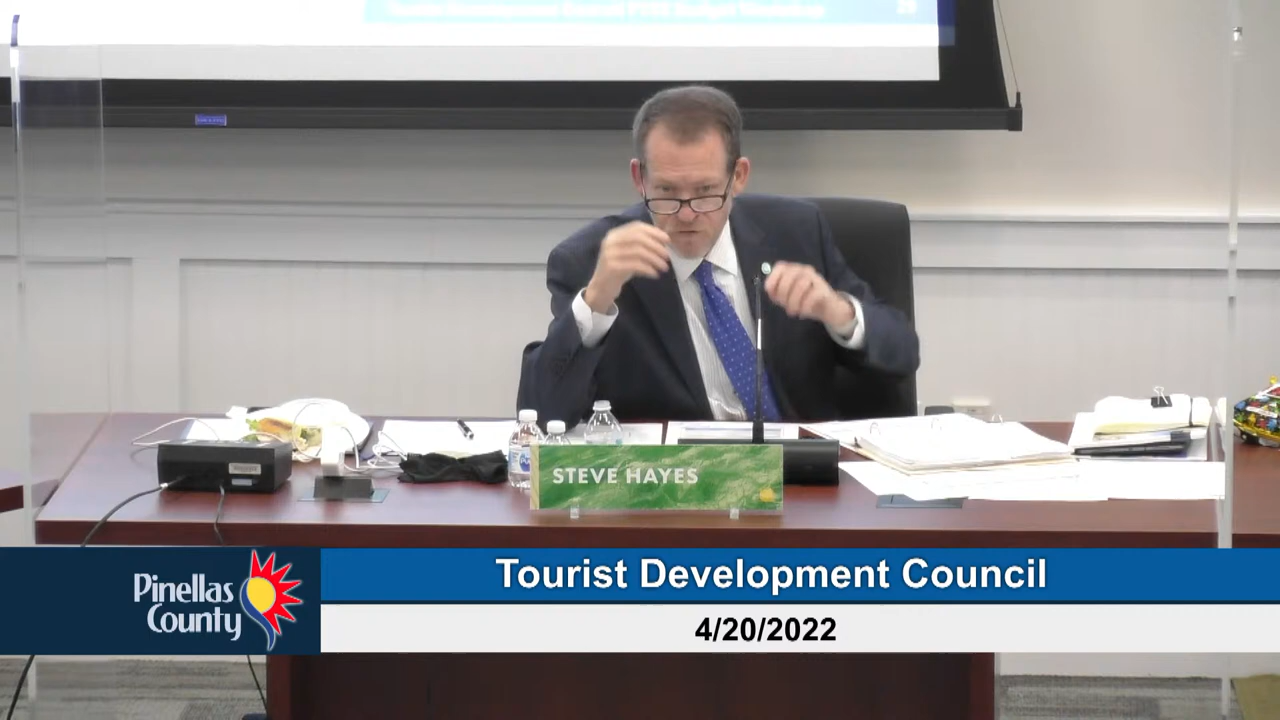 STEVE HAYES
Pinellas
County
Tourist Development Council
4/20/2022